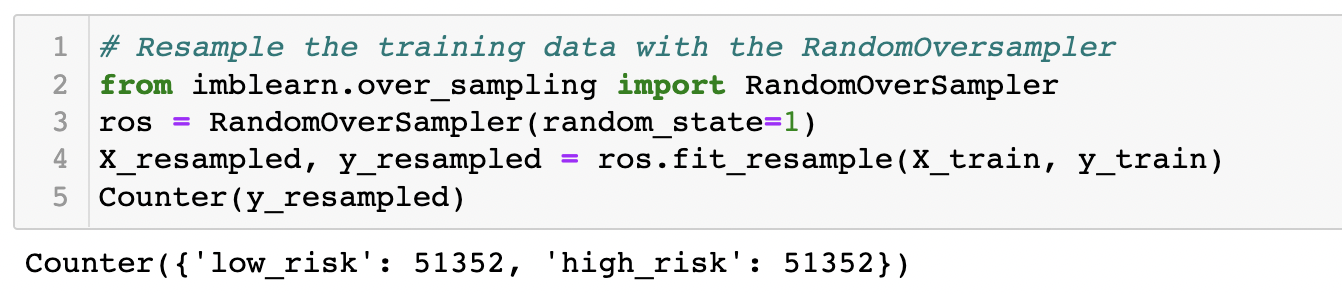 1 # Resample the training data with the RandomOversampler
2 from imblearn.over_sampling import RandomOverSampler
3 ros = RandomOverSampler(random_state=1)
4 X_resampled, y_resampled = ros.fit_resample(X_train, y_train)
5 Counter(y_resampled)
Counter({'low_risk': 51352, 'high_risk': 51352})